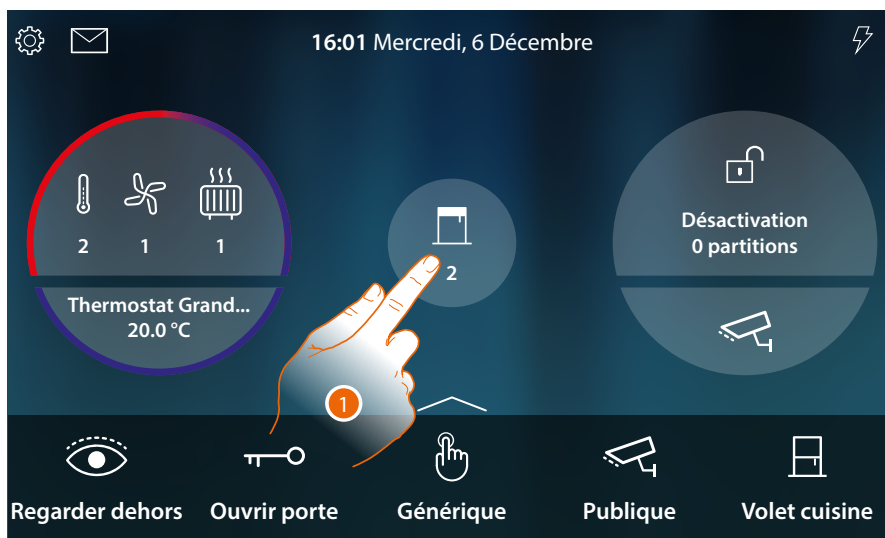 16:01 Mercredi, 6 Décembre
2 1 1
Thermostat Grand...
20.0 °C
2
Désactivation
0 partitions
1
Regarder dehors
Ouvrir porte
Générique
Publique
Volet cuisine